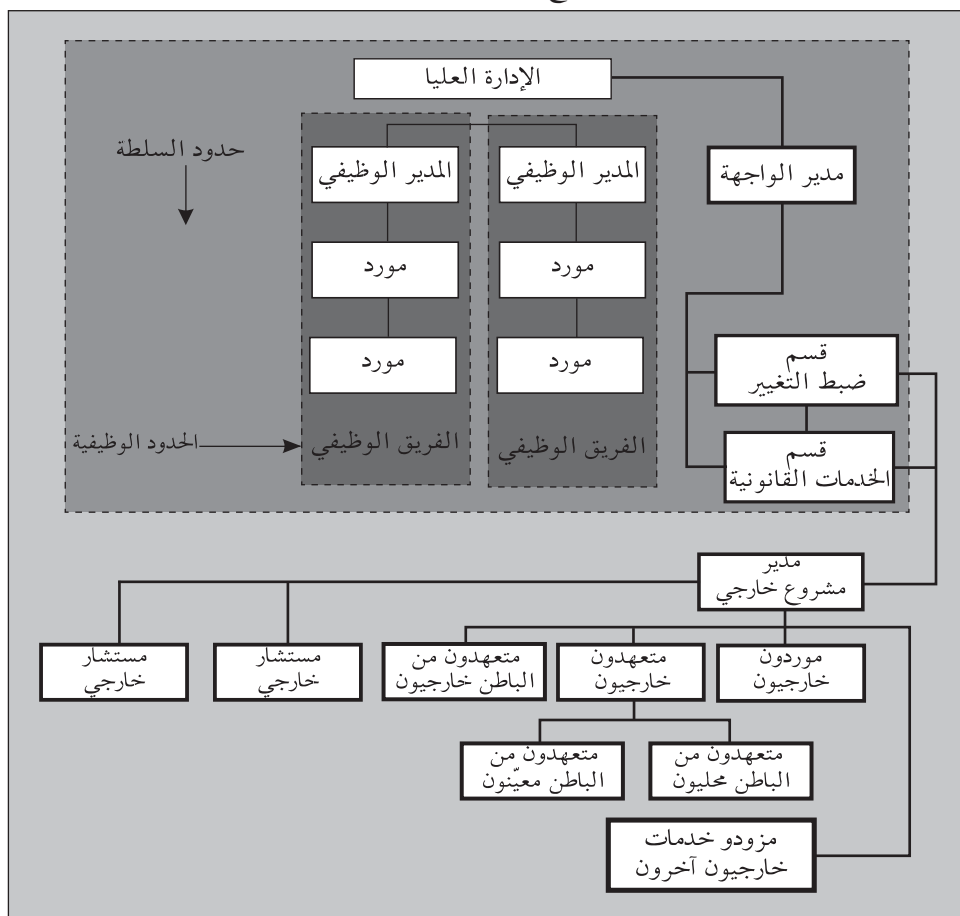 الإدارة العليا
حدود السلطة
مدير الواجهة
المدير الوظيفي
المدير الوظيفي
مورد
مورد
مورد
مورد
قسم
ضبط التغيير
الفريق الوظيفي
الفريق الوظيفي
الحدود الوظيفية
قسم
الخدمات القانونية
مدير
مشروع خارجي
موردون
خارجيون
متعهدون
خارجيون
متعهدون من
الباطن خارجيون
مستشار
خارجي
مستشار
خارجي
متعهدون من
الباطن محليون
متعهدون من
الباطن معيّنون
مزودو خدمات
خارجيون آخرون